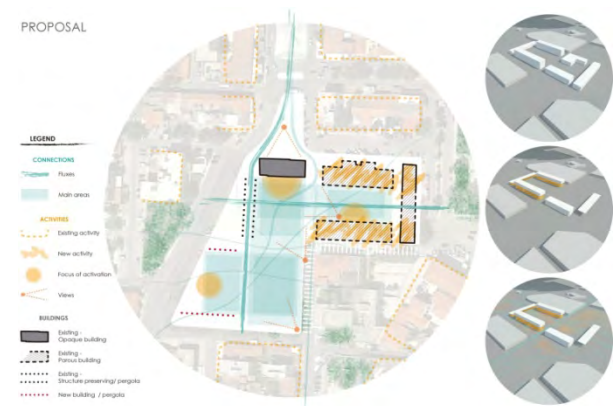 PROPOSAL
LEGEND
CONNECTIONS
Fluxes
Main areas
ACTIVITIES
Existing activity
New activity
Focus of activation
Views
BUILDINGS
Existing -
Opaque building
Existing -
Porous building
Existing -
Structure preserving/ pergola
New building / pergola